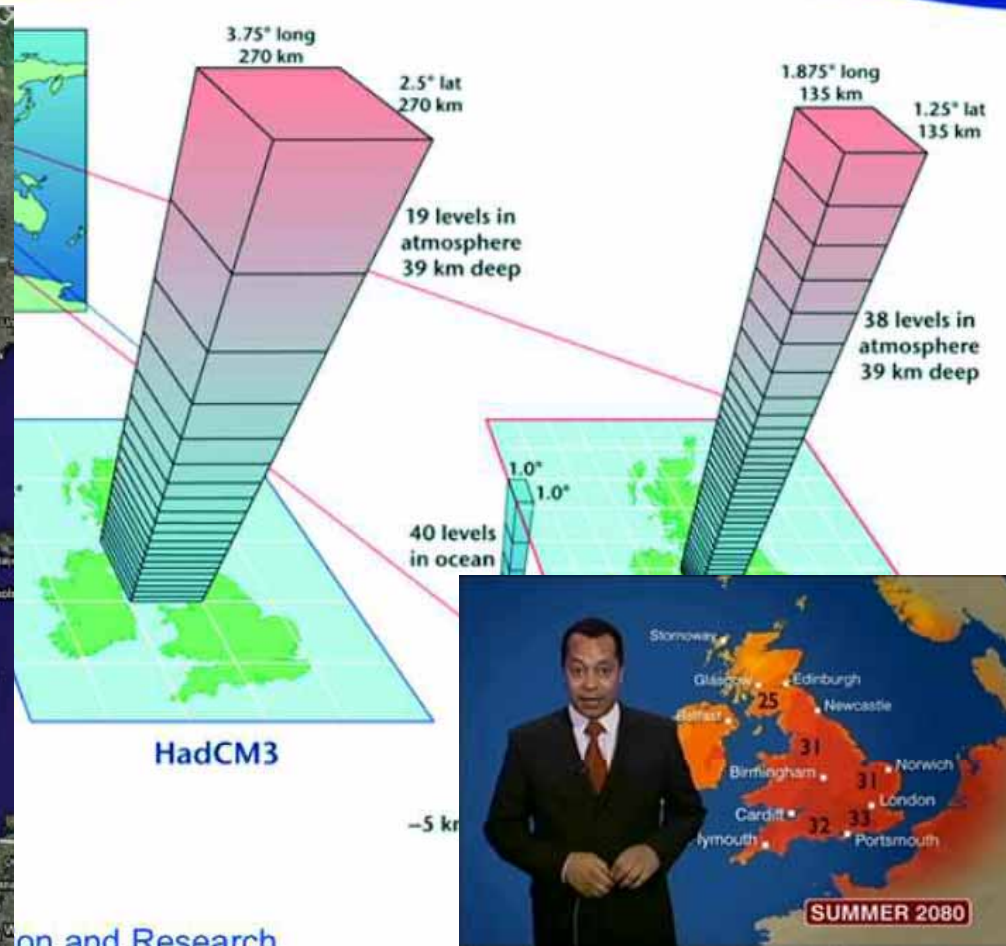 3.75° long
270 km
2.5° lat
270 km
19 levels in
atmosphere
39 km deep
1.875° long
135 km
1.25° lat
135 km
38 levels in
atmosphere
39 km deep
1.0°
1.0°
40 levels
in ocean
HadCM3
–5 k
on and Research
Stornoway
Glasgow
Edinburgh
25
Newcastle
Belfast
31
Birmingham
Norwich
31
London
Cardiff
33
32
lymouth
Portsmouth
SUMMER 2080